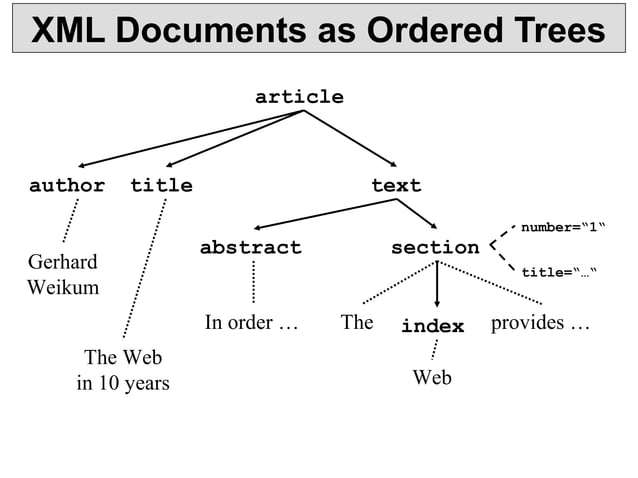 XML Documents as Ordered Trees
article
author title text
number=“1“
abstract section
title=“…“
Gerhard
Weikum
In order … The index provides …
The Web
in 10 years
Web